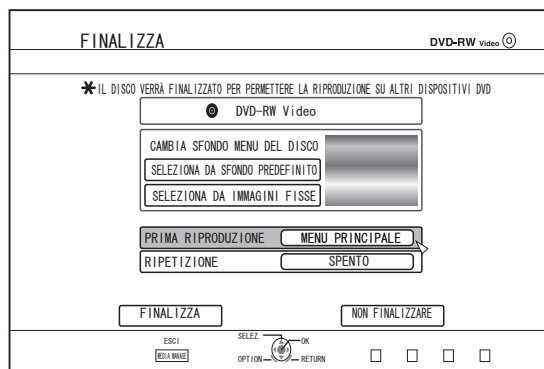 FINALIZZA
DVD-RW Video
✱IL DISCO VERRÀ FINALIZZATO PER PERMETTERE LA RIPRODUZIONE SU ALTRI DISPOSITIVI DVD
DVD-RW Video
CAMBIA SFONDO MENU DEL DISCO
SELEZIONA DA SFONDO PREDEFINITO
SELEZIONA DA IMMAGINI FISSE
PRIMA RIPRODUZIONE MENU PRINCIPALE
RIPETIZIONE SPENTO
FINALIZZA NON FINALIZZARE
ESCI
MEDIA MANAGE
SELEZ. OK
OPTION RETURN